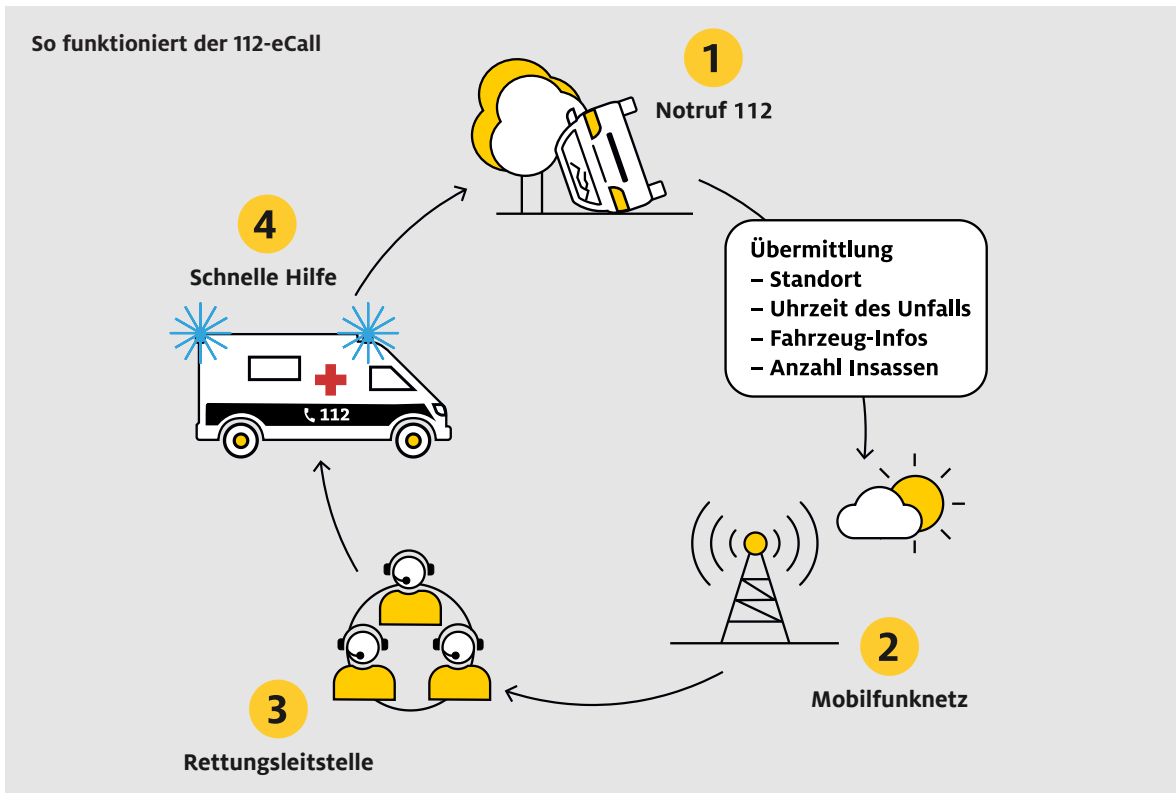 So funktioniert der 112-eCall
1
Notruf 112
Übermittlung
– Standort
– Uhrzeit des Unfalls
– Fahrzeug-Infos
– Anzahl Insassen
2
Mobilfunknetz
3
Rettungsleitstelle
4
Schnelle Hilfe
112